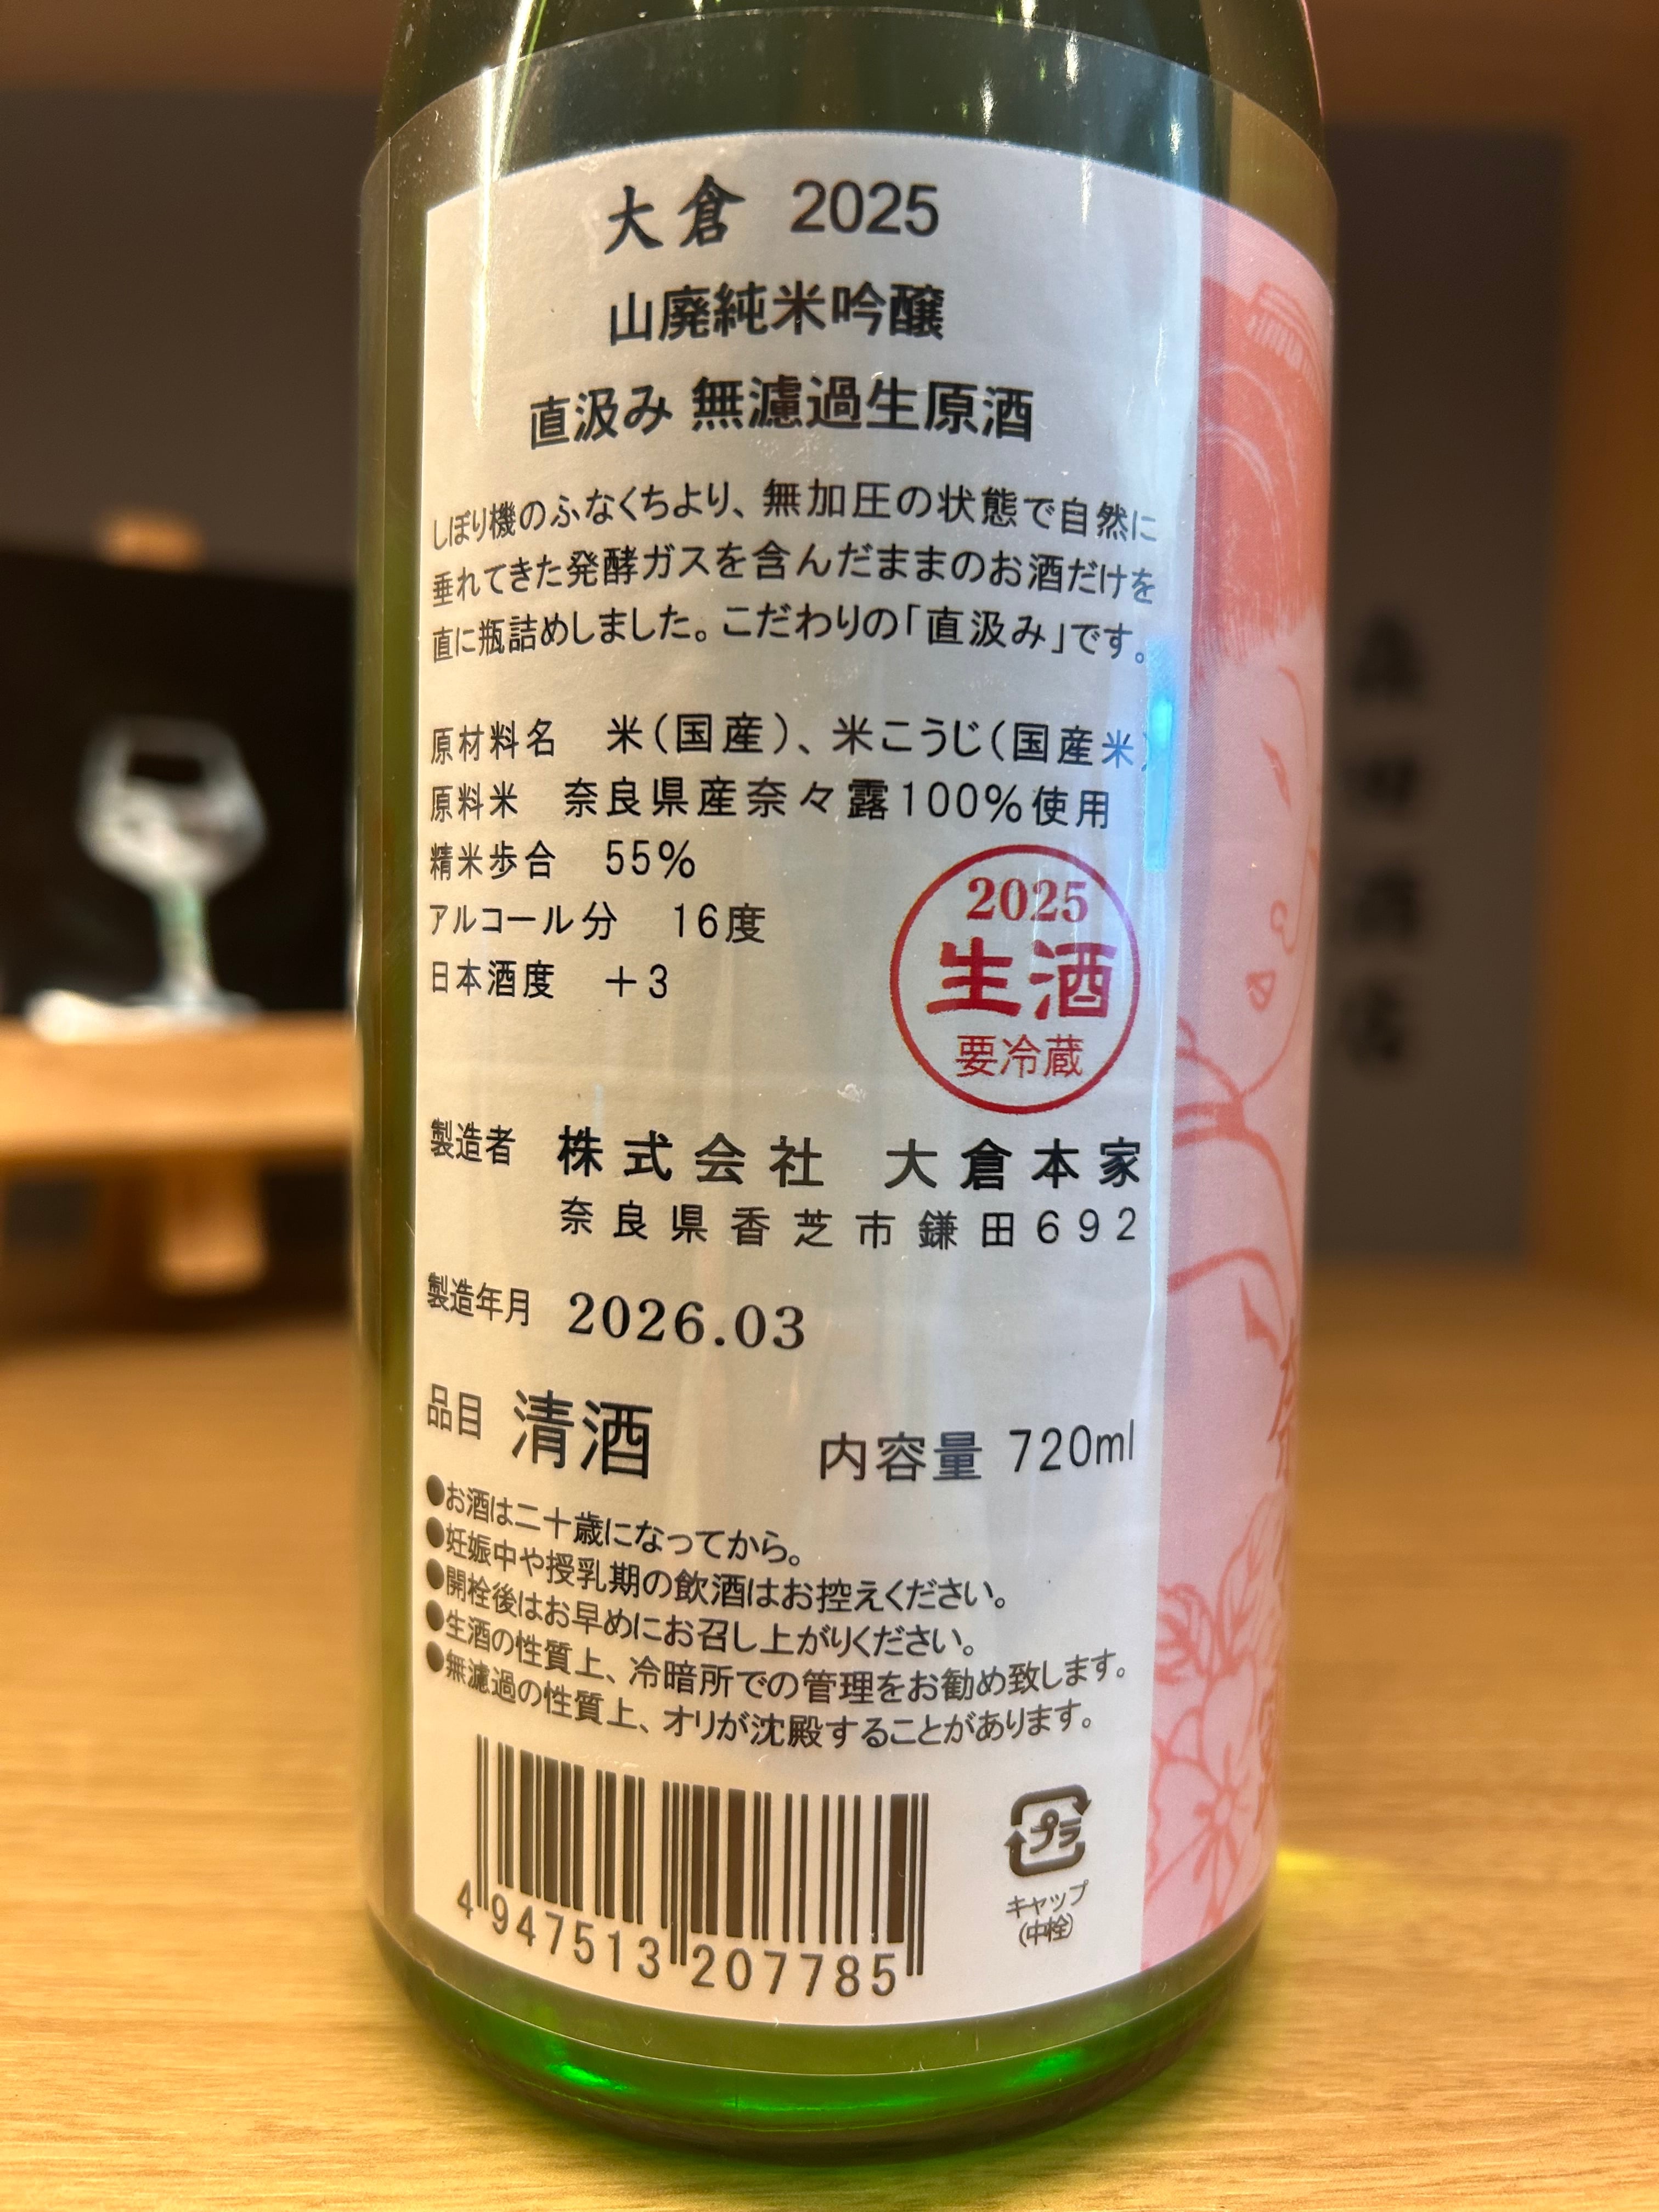 大倉 2025
山廃純米吟醸
直汲み 無濾過生原酒
しぼり機のふなくちより、無加圧の状態で自然に
垂れてきた発酵ガスを含んだままのお酒だけを
直に瓶詰めしました。こだわりの「直汲み」です。
原材料名 米(国産)、米こうじ(国産米)
原料米 奈良県産奈々露100%使用
精米歩合 55%
アルコール分 16度
日本酒度 +3
2025
生酒
要冷蔵
製造者 株式会社 大倉本家
奈良県香芝市鎌田692
製造年月 2026.03
品目 清酒 内容量 720ml
●お酒は二十歳になってから。
●妊娠中や授乳期の飲酒はお控えください。
●開栓後はお早めにお召し上がりください。
●生酒の性質上、冷暗所での管理をお勧め致します。
●無濾過の性質上、オリが沈殿することがあります。
4 947513 207785
プラ
キャップ
(中栓)